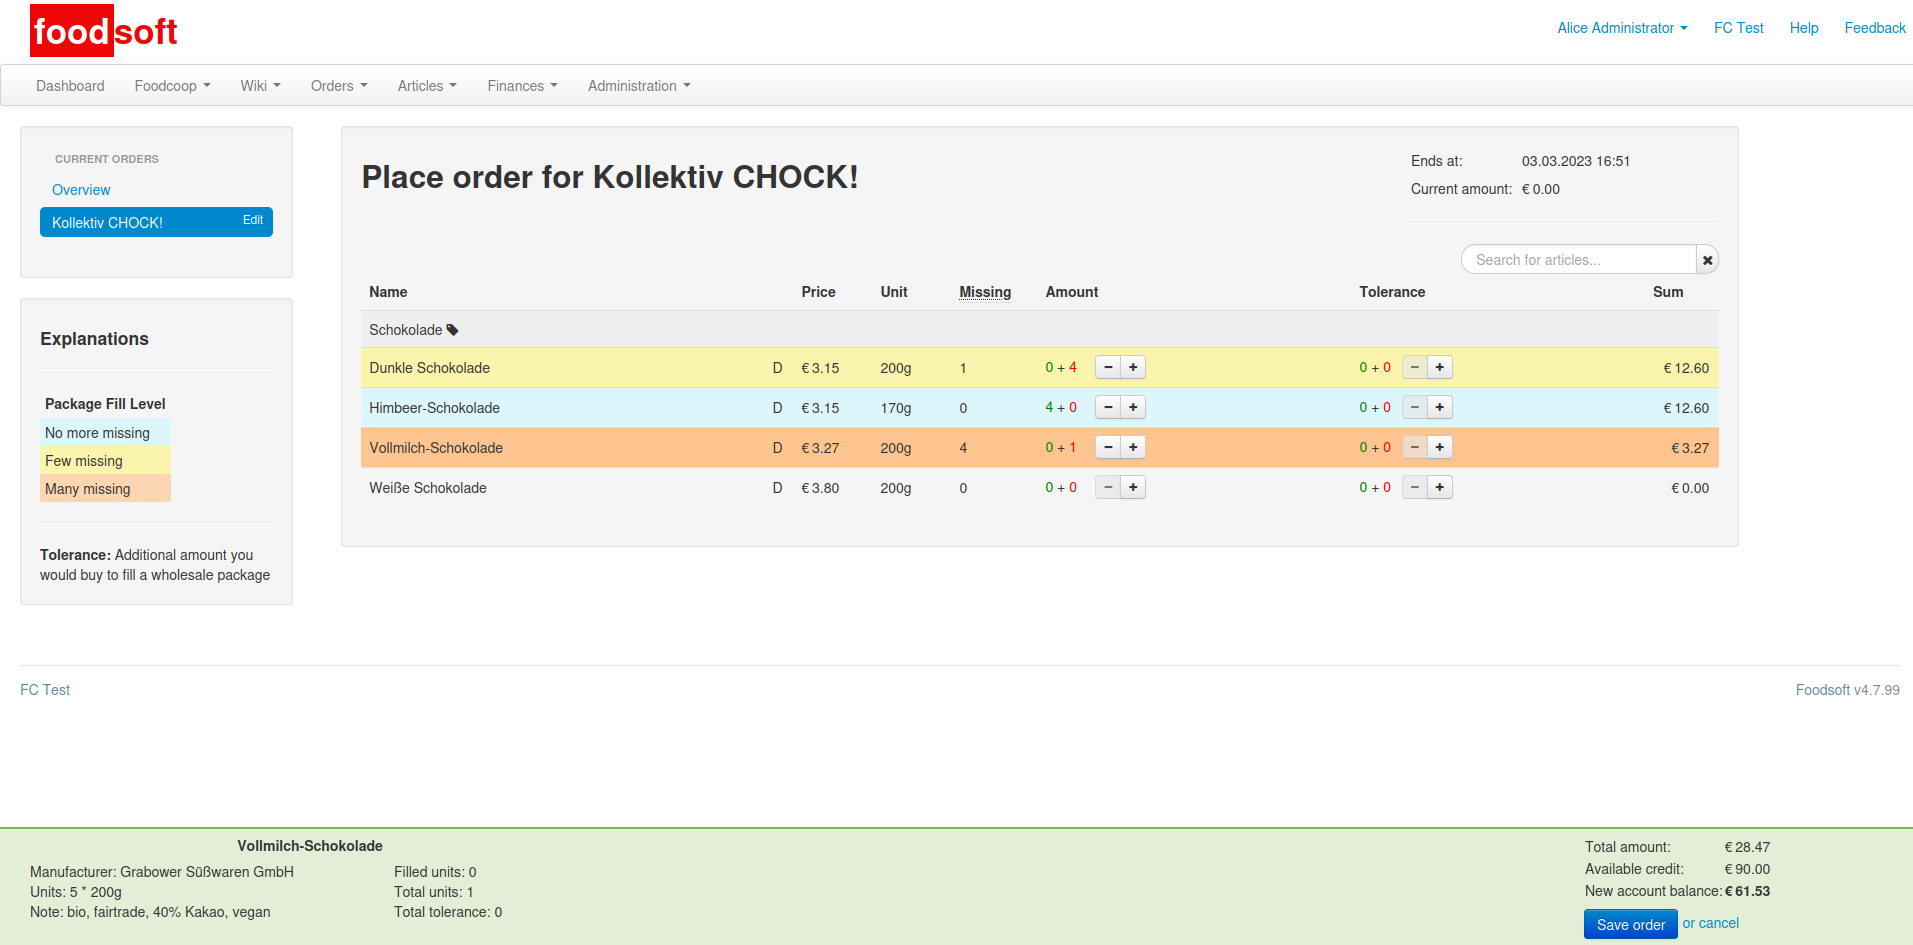 foodsoft
Alice Administrator FC Test Help Feedback
Dashboard Foodcoop Wiki Orders Articles Finances Administration
CURRENT ORDERS
Overview
Kollektiv CHOCK! Edit
Explanations
Package Fill Level
No more missing
Few missing
Many missing
Tolerance: Additional amount you
would buy to fill a wholesale package
Place order for Kollektiv CHOCK!
Ends at: 03.03.2023 16:51
Current amount: € 0.00
Search for articles...
Name Price Unit Missing Amount Tolerance Sum
Schokolade
Dunkle Schokolade D € 3.15 200g 1 0 + 4 − + 0 + 0 − + € 12.60
Himbeer-Schokolade D € 3.15 170g 0 4 + 0 − + 0 + 0 − + € 12.60
Vollmilch-Schokolade D € 3.27 200g 4 0 + 1 − + 0 + 0 − + € 3.27
Weiße Schokolade D € 3.80 200g 0 0 + 0 − + 0 + 0 − + € 0.00
FC Test Foodsoft v4.7.99
Vollmilch-Schokolade
Manufacturer: Grabower Süßwaren GmbH
Units: 5 * 200g
Note: bio, fairtrade, 40% Kakao, vegan
Filled units: 0
Total units: 1
Total tolerance: 0
Total amount: € 28.47
Available credit: € 90.00
New account balance: € 61.53
Save order or cancel